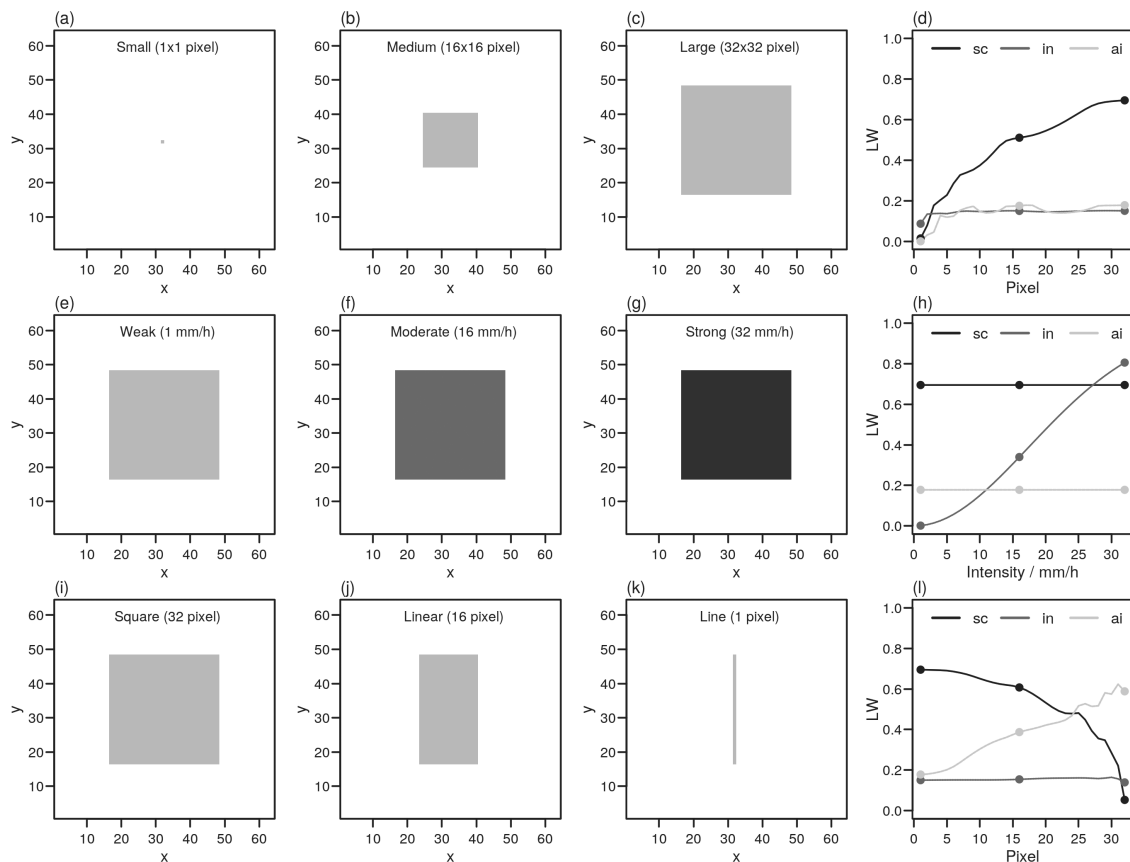 (a)
Small (1x1 pixel)
60
50
40
30
20
10
y
10 20 30 40 50 60
x
(b)
Medium (16x16 pixel)
60
50
40
30
20
10
y
10 20 30 40 50 60
x
(c)
Large (32x32 pixel)
60
50
40
30
20
10
y
10 20 30 40 50 60
x
(d)
sc in ai
1.0
0.8
0.6
0.4
0.2
0.0
LW
0 5 10 15 20 25 30
Pixel
(e)
Weak (1 mm/h)
60
50
40
30
20
10
y
10 20 30 40 50 60
x
(f)
Moderate (16 mm/h)
60
50
40
30
20
10
y
10 20 30 40 50 60
x
(g)
Strong (32 mm/h)
60
50
40
30
20
10
y
10 20 30 40 50 60
x
(h)
sc in ai
1.0
0.8
0.6
0.4
0.2
0.0
LW
0 5 10 15 20 25 30
Intensity / mm/h
(i)
Square (32 pixel)
60
50
40
30
20
10
y
10 20 30 40 50 60
x
(j)
Linear (16 pixel)
60
50
40
30
20
10
y
10 20 30 40 50 60
x
(k)
Line (1 pixel)
60
50
40
30
20
10
y
10 20 30 40 50 60
x
(l)
sc in ai
1.0
0.8
0.6
0.4
0.2
0.0
LW
0 5 10 15 20 25 30
Pixel